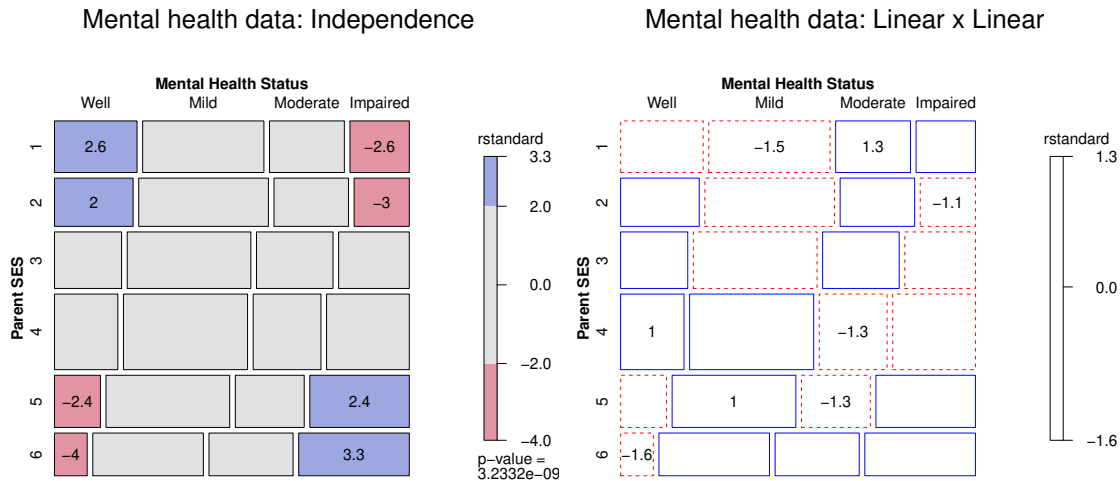 Mental health data: Independence
Mental Health Status
Well Mild Moderate Impaired
Parent SES
1 2.6 −2.6
2 2 −3
3
4
5 −2.4 2.4
6 −4 3.3
rstandard
3.3
2.0
0.0
−2.0
−4.0
p−value =
3.2332e−09
Mental health data: Linear x Linear
Mental Health Status
Well Mild Moderate Impaired
Parent SES
1 −1.5 1.3
2 −1.1
3
4 1 −1.3
5 1 −1.3
6 −1.6
rstandard
1.3
0.0
−1.6